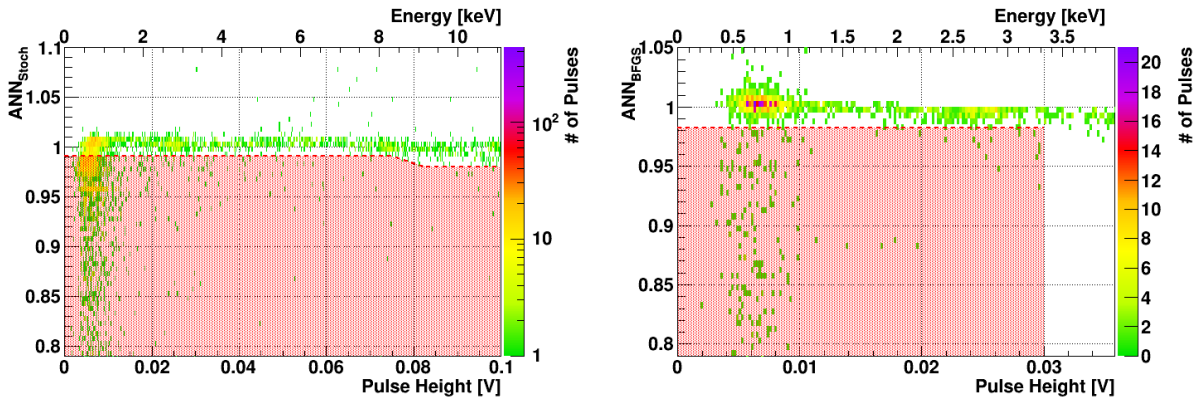 Energy [keV]
0 2 4 6 8 10
ANN_Stoch
1.1
1.05
1
0.95
0.9
0.85
0.8
0 0.02 0.04 0.06 0.08 0.1
Pulse Height [V]
# of Pulses
10²
10
1
Energy [keV]
0 0.5 1 1.5 2 2.5 3 3.5
ANN_BFGS
1.05
1
0.95
0.9
0.85
0.8
0 0.01 0.02 0.03
Pulse Height [V]
# of Pulses
20
18
16
14
12
10
8
6
4
2
0